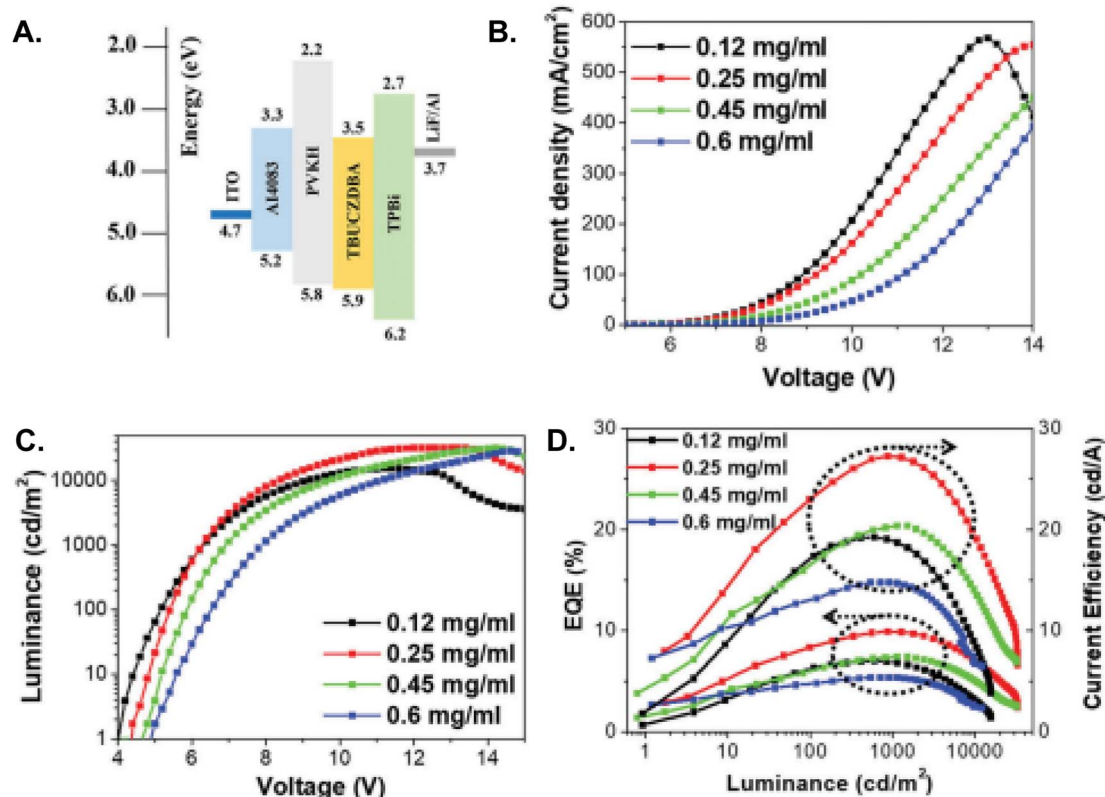 A.
Energy (eV)
2.0
3.0
4.0
5.0
6.0
ITO
4.7
3.3
AI4083
5.2
2.2
PVKH
5.8
3.5
TBUCZDBA
5.9
2.7
TPBi
6.2
LiF/Al
3.7
B.
Current density (mA/cm²)
600
500
400
300
200
100
0
0.12 mg/ml
0.25 mg/ml
0.45 mg/ml
0.6 mg/ml
6 8 10 12 14
Voltage (V)
C.
Luminance (cd/m²)
10000
1000
100
10
1
0.12 mg/ml
0.25 mg/ml
0.45 mg/ml
0.6 mg/ml
4 6 8 10 12 14
Voltage (V)
D.
EQE (%)
30
20
10
0
0.12 mg/ml
0.25 mg/ml
0.45 mg/ml
0.6 mg/ml
30
20
10
0
Current Efficiency (cd/A)
1 10 100 1000 10000
Luminance (cd/m²)